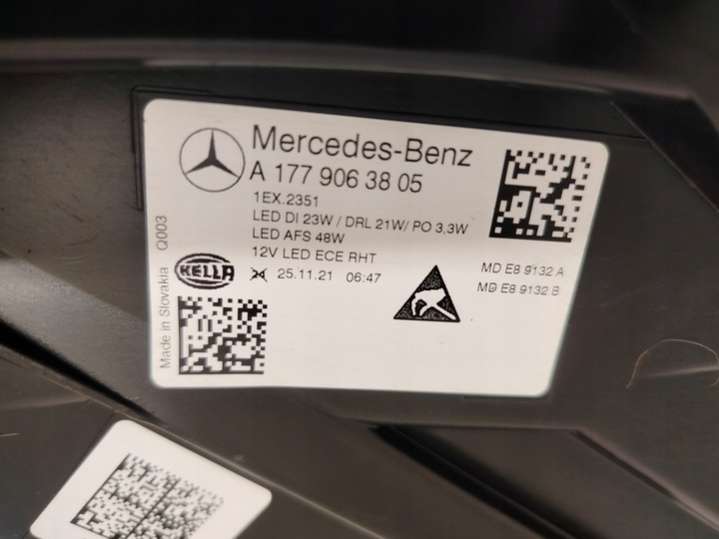 Mercedes-Benz
A 177 906 38 05
1EX.2351
LED DI 23W / DRL 21W/ PO 3,3W
LED AFS 48W
12V LED ECE RHT
HELLA 25.11.21 06:47
MD E8 9132 A
MD E8 9132 B
Made in Slovakia Q003